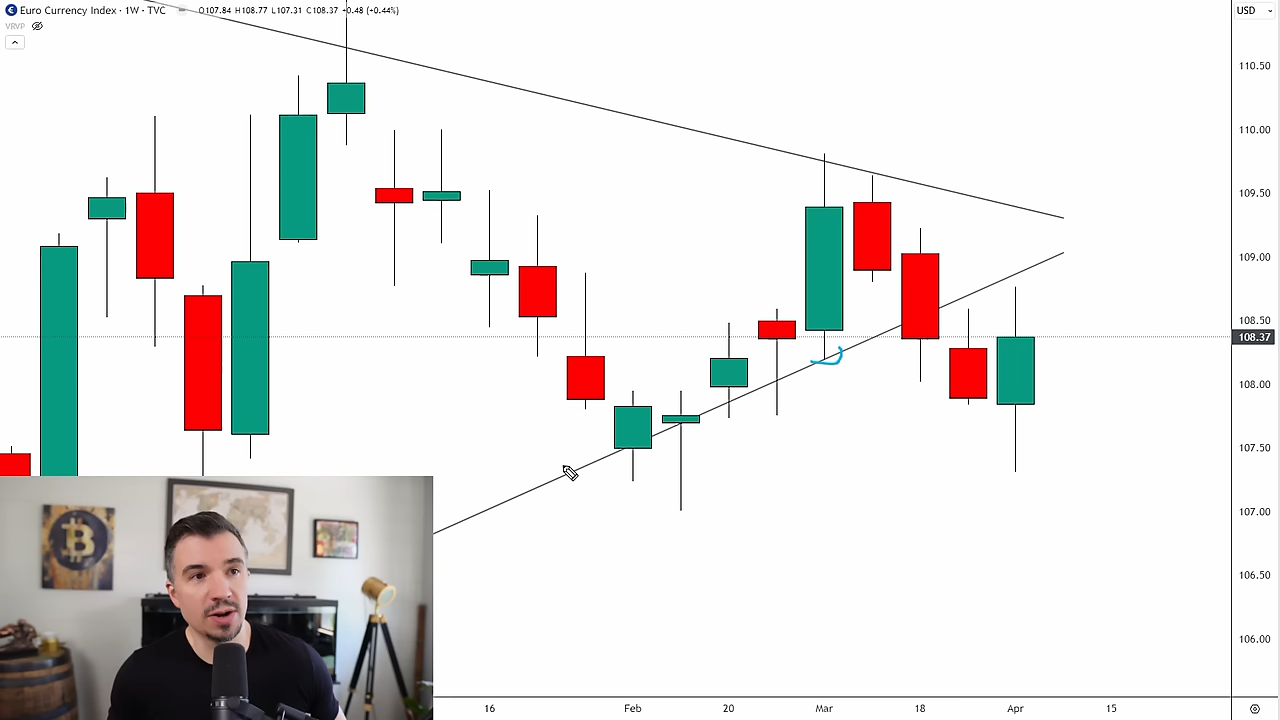 Euro Currency Index · 1W · TVC O107.84 H108.77 L107.31 C108.37 +0.48 (+0.44%)
VRVP
USD
110.50
110.00
109.50
109.00
108.50
108.37
108.00
107.50
107.00
106.50
106.00
16 Feb 20 Mar 18 Apr 15